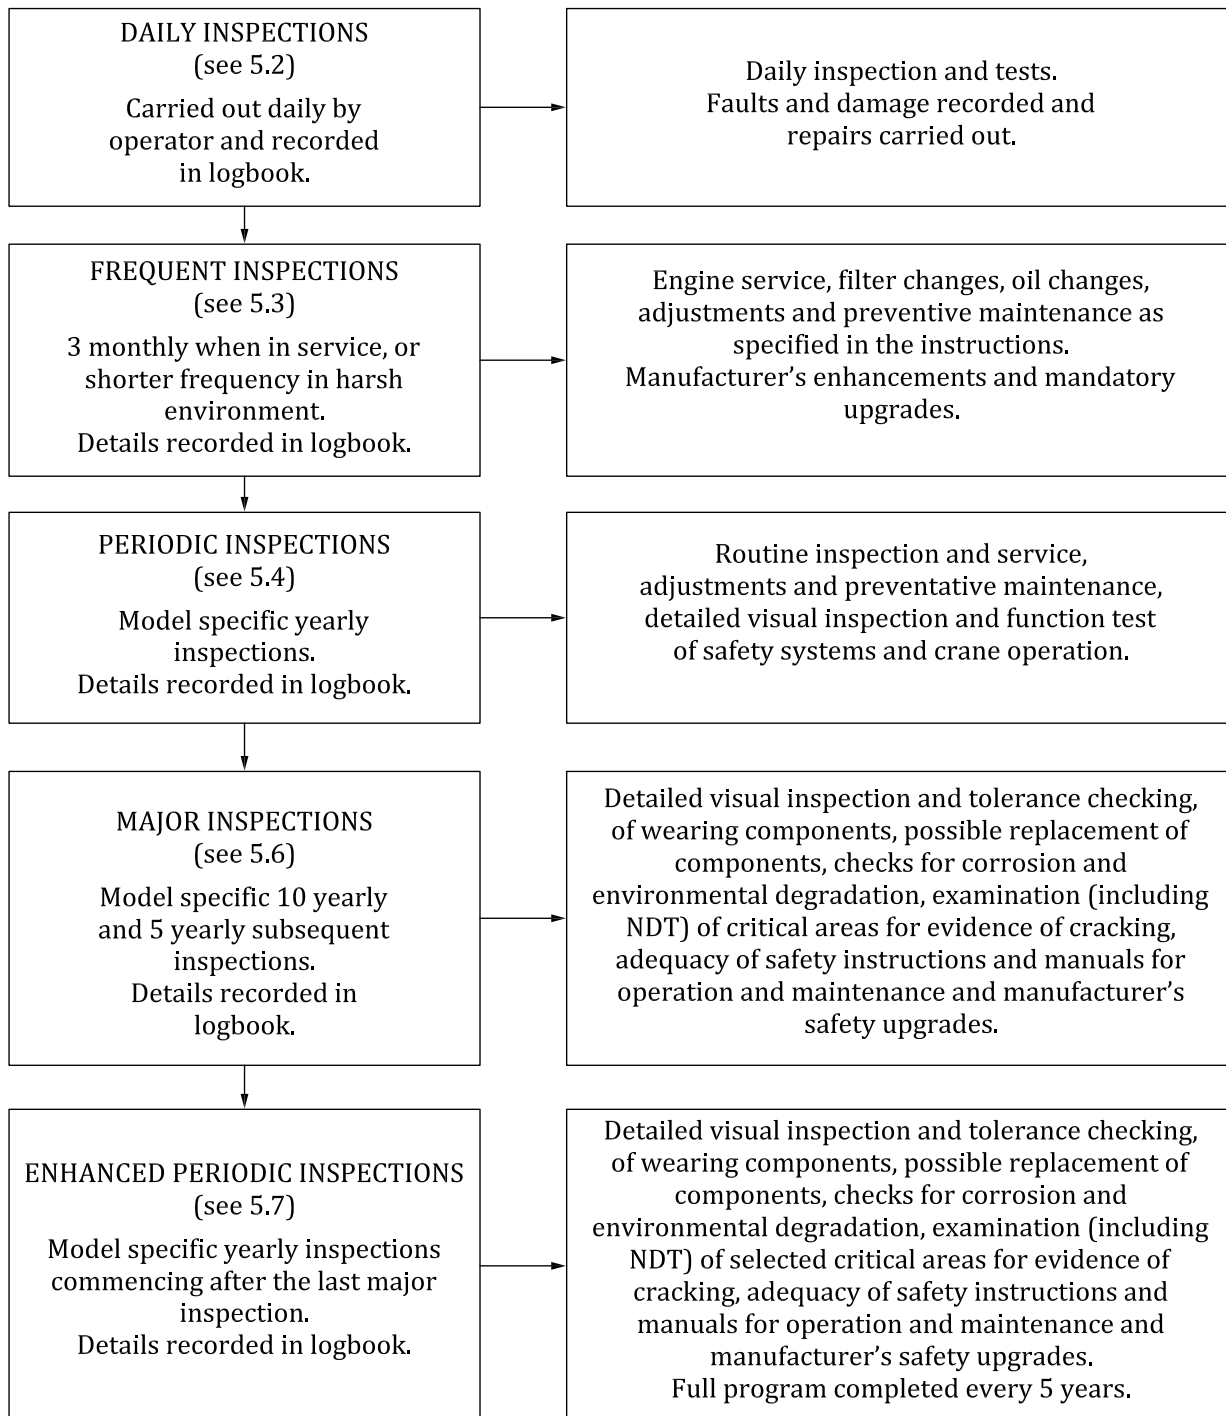 DAILY INSPECTIONS
(see 5.2)
Carried out daily by
operator and recorded
in logbook.
Daily inspection and tests.
Faults and damage recorded and
repairs carried out.
FREQUENT INSPECTIONS
(see 5.3)
3 monthly when in service, or
shorter frequency in harsh
environment.
Details recorded in logbook.
Engine service, filter changes, oil changes,
adjustments and preventive maintenance as
specified in the instructions.
Manufacturer’s enhancements and mandatory
upgrades.
PERIODIC INSPECTIONS
(see 5.4)
Model specific yearly
inspections.
Details recorded in logbook.
Routine inspection and service,
adjustments and preventative maintenance,
detailed visual inspection and function test
of safety systems and crane operation.
MAJOR INSPECTIONS
(see 5.6)
Model specific 10 yearly
and 5 yearly subsequent
inspections.
Details recorded in
logbook.
Detailed visual inspection and tolerance checking,
of wearing components, possible replacement of
components, checks for corrosion and
environmental degradation, examination (including
NDT) of critical areas for evidence of cracking,
adequacy of safety instructions and manuals for
operation and maintenance and manufacturer’s
safety upgrades.
ENHANCED PERIODIC INSPECTIONS
(see 5.7)
Model specific yearly inspections
commencing after the last major
inspection.
Details recorded in logbook.
Detailed visual inspection and tolerance checking,
of wearing components, possible replacement of
components, checks for corrosion and
environmental degradation, examination (including
NDT) of selected critical areas for evidence of
cracking, adequacy of safety instructions and
manuals for operation and maintenance and
manufacturer’s safety upgrades.
Full program completed every 5 years.